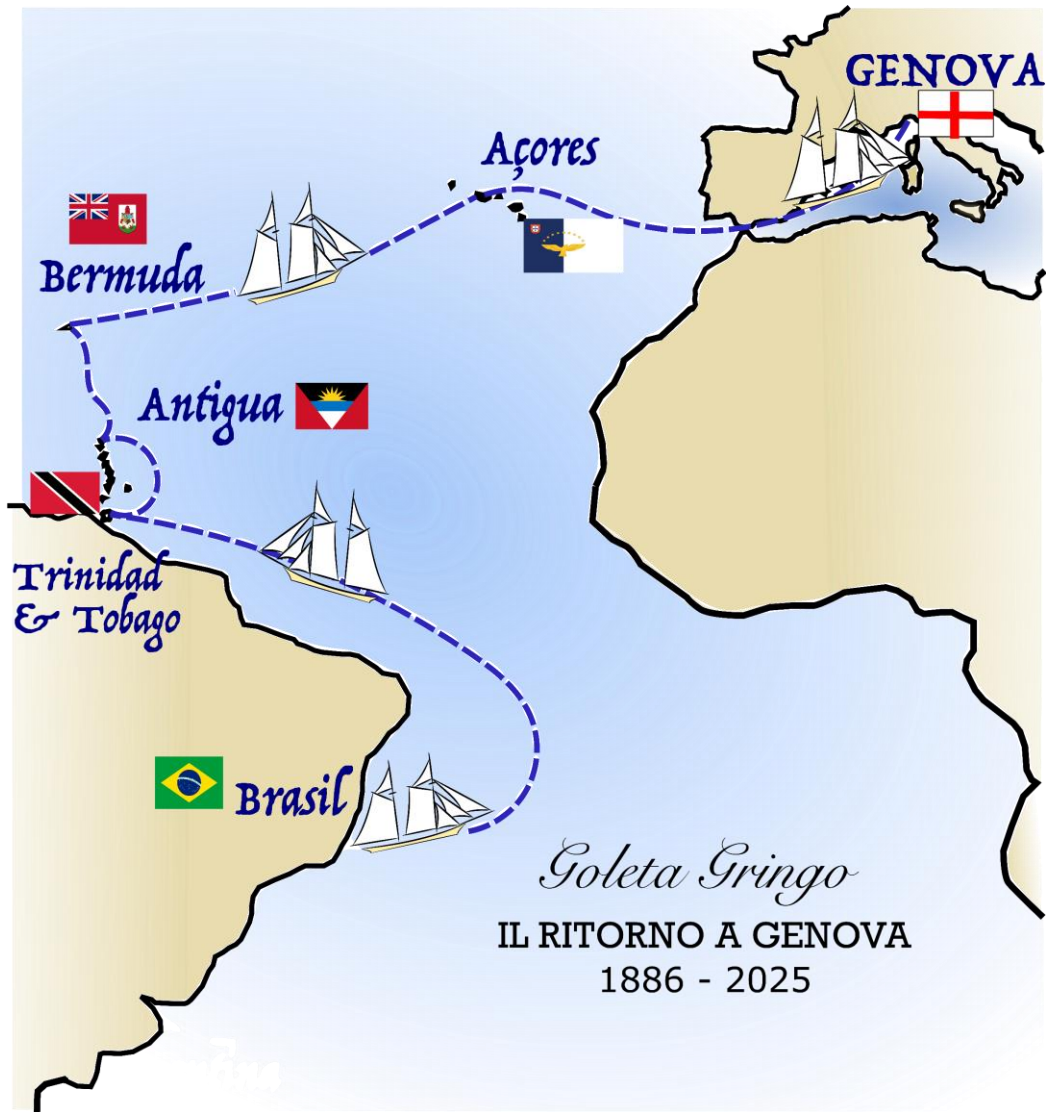 GENOVA
Açores
Bermuda
Antigua
Trinidad
& Tobago
Brasil
Goleta Gringo
IL RITORNO A GENOVA
1886 - 2025